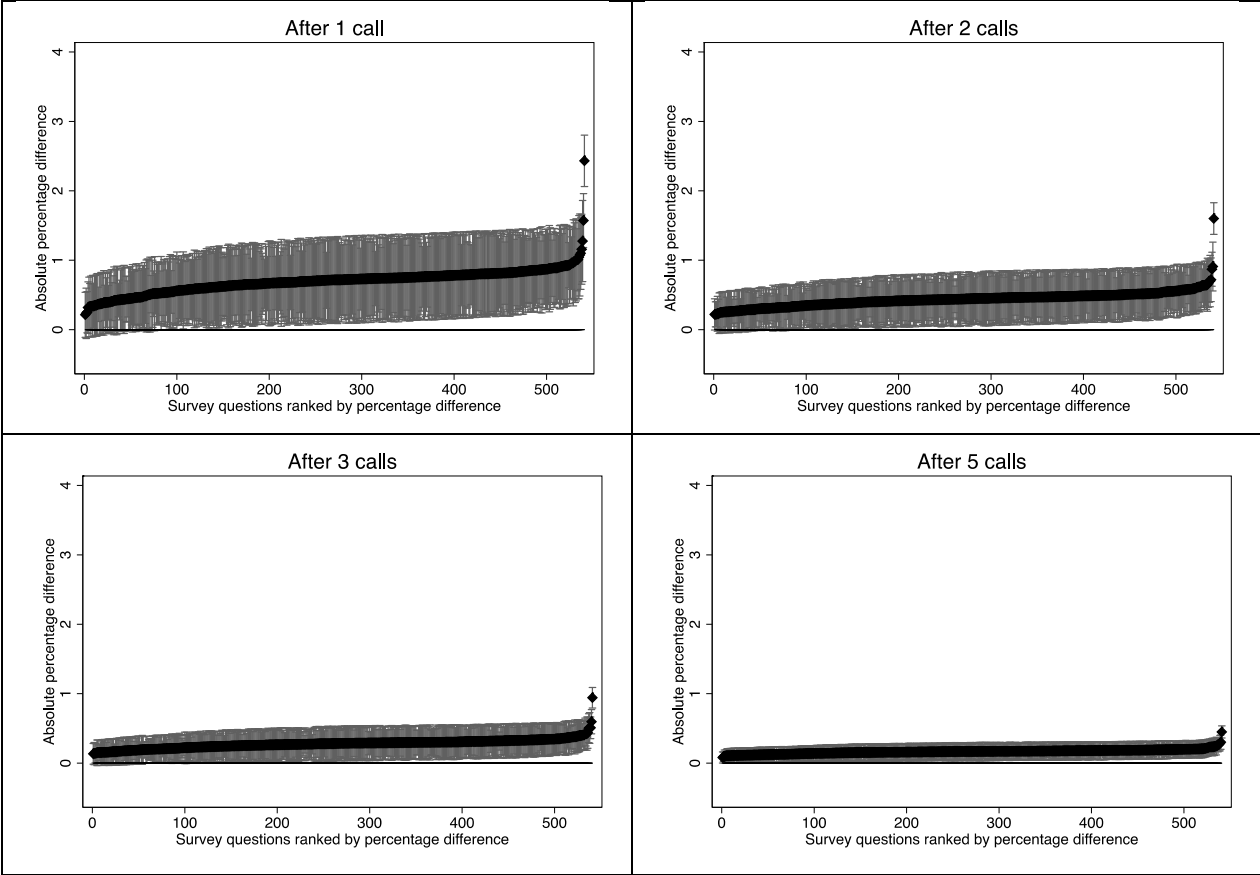 After 1 call
Absolute percentage difference
4
3
2
1
0
0 100 200 300 400 500
Survey questions ranked by percentage difference
After 2 calls
Absolute percentage difference
4
3
2
1
0
0 100 200 300 400 500
Survey questions ranked by percentage difference
After 3 calls
Absolute percentage difference
4
3
2
1
0
0 100 200 300 400 500
Survey questions ranked by percentage difference
After 5 calls
Absolute percentage difference
4
3
2
1
0
0 100 200 300 400 500
Survey questions ranked by percentage difference